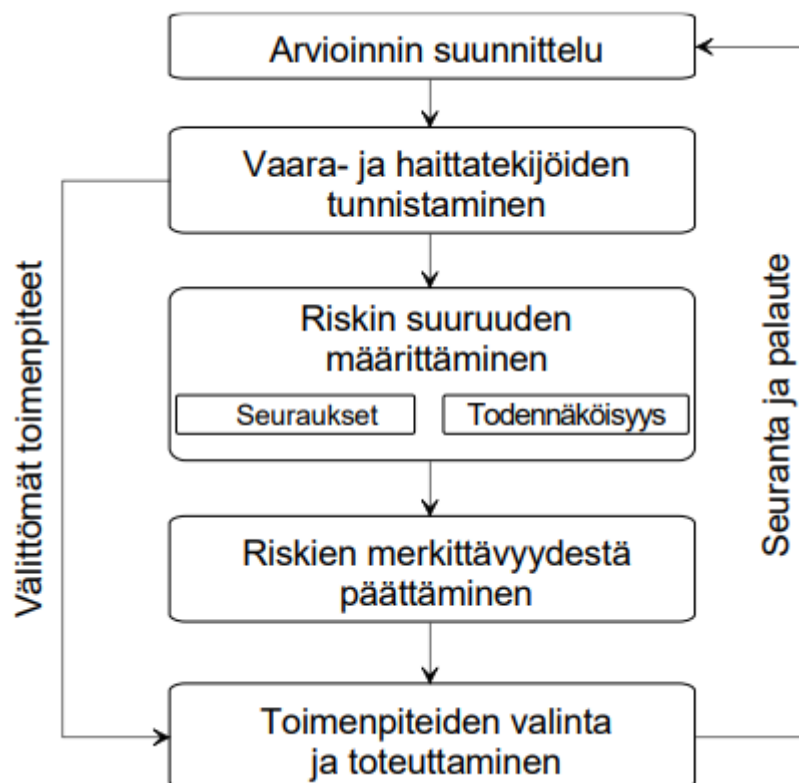 Arvioinnin suunnittelu
Vaara- ja haittatekijöiden
tunnistaminen
Riskin suuruuden
määrittäminen
Seuraukset
Todennäköisyys
Riskien merkittävyydestä
päättäminen
Toimenpiteiden valinta
ja toteuttaminen
Välittömät toimenpiteet
Seuranta ja palaute